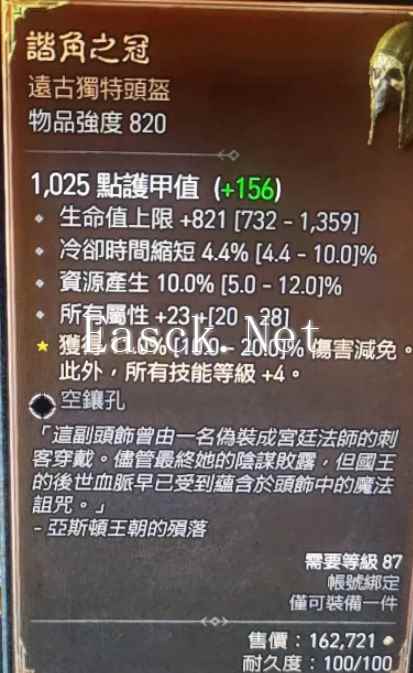 諧角之冠
遠古獨特頭盔
物品強度 820
1,025 點護甲值 (+156)
生命值上限 +821 [732 - 1,359]
冷卻時間縮短 4.4% [4.4 - 10.0]%
資源產生 10.0% [5.0 - 12.0]%
所有屬性 +23 +[20 - 28]
Easck.Net
獲得 .0% [10.0 - 20.0]% 傷害減免。
此外，所有技能等級 +4。
空鑲孔
「這副頭飾曾由一名偽裝成宮廷法師的刺
客穿戴。儘管最終她的陰謀敗露，但國王
的後世血脈早已受到蘊含於頭飾中的魔法
詛咒。」
- 亞斯頓王朝的殞落
需要等級 87
帳號綁定
僅可裝備一件
售價：162,721
耐久度：100/100